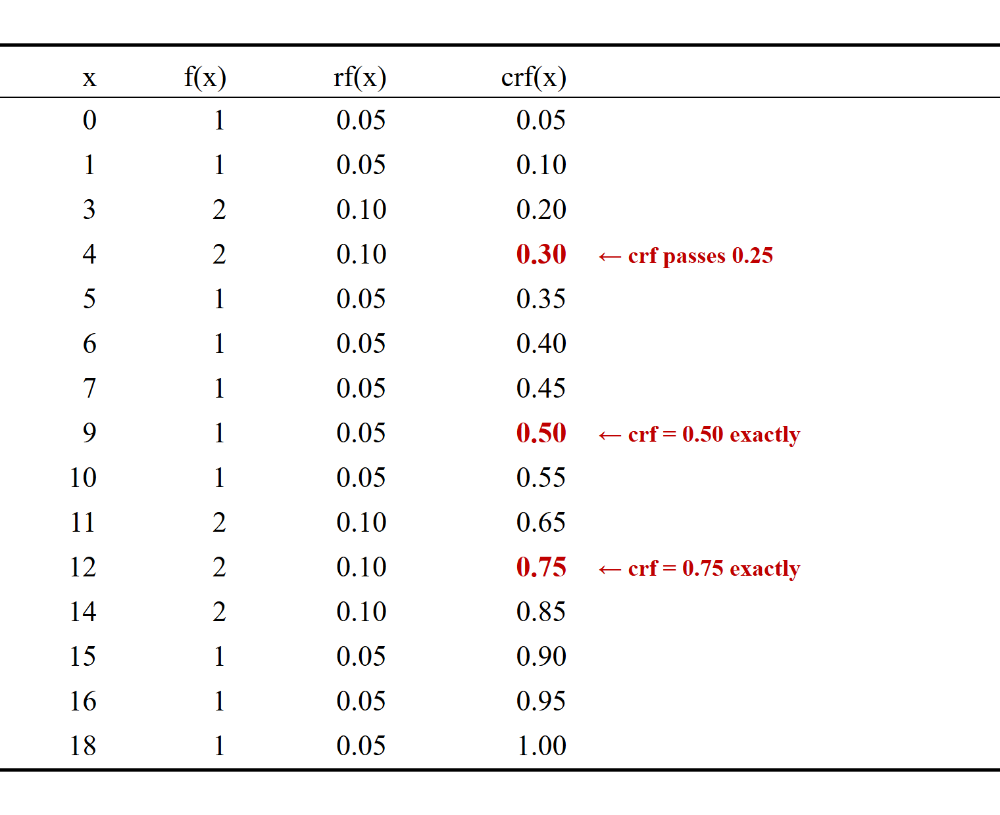 x f(x) rf(x) crf(x)
0 1 0.05 0.05
1 1 0.05 0.10
3 2 0.10 0.20
4 2 0.10 0.30 ← crf passes 0.25
5 1 0.05 0.35
6 1 0.05 0.40
7 1 0.05 0.45
9 1 0.05 0.50 ← crf = 0.50 exactly
10 1 0.05 0.55
11 2 0.10 0.65
12 2 0.10 0.75 ← crf = 0.75 exactly
14 2 0.10 0.85
15 1 0.05 0.90
16 1 0.05 0.95
18 1 0.05 1.00